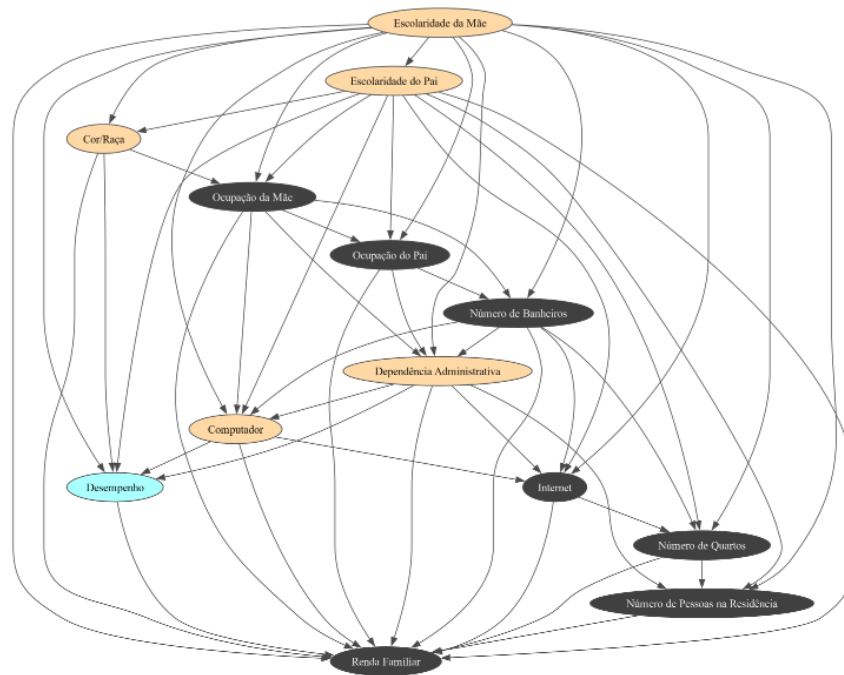 Escolaridade da Mãe
Escolaridade do Pai
Cor/Raça
Ocupação da Mãe
Ocupação do Pai
Número de Banheiros
Dependência Administrativa
Computador
Desempenho
Internet
Número de Quartos
Número de Pessoas na Residência
Renda Familiar